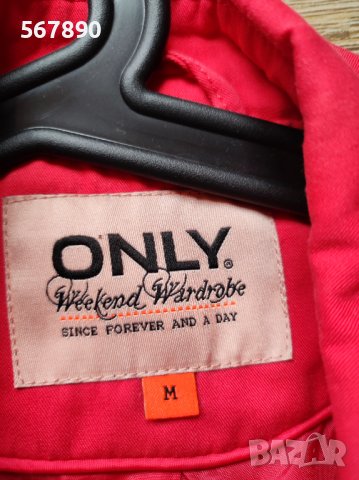 567890
ONLY®
Weekend Wardrobe
SINCE FOREVER AND A DAY
M
bazar